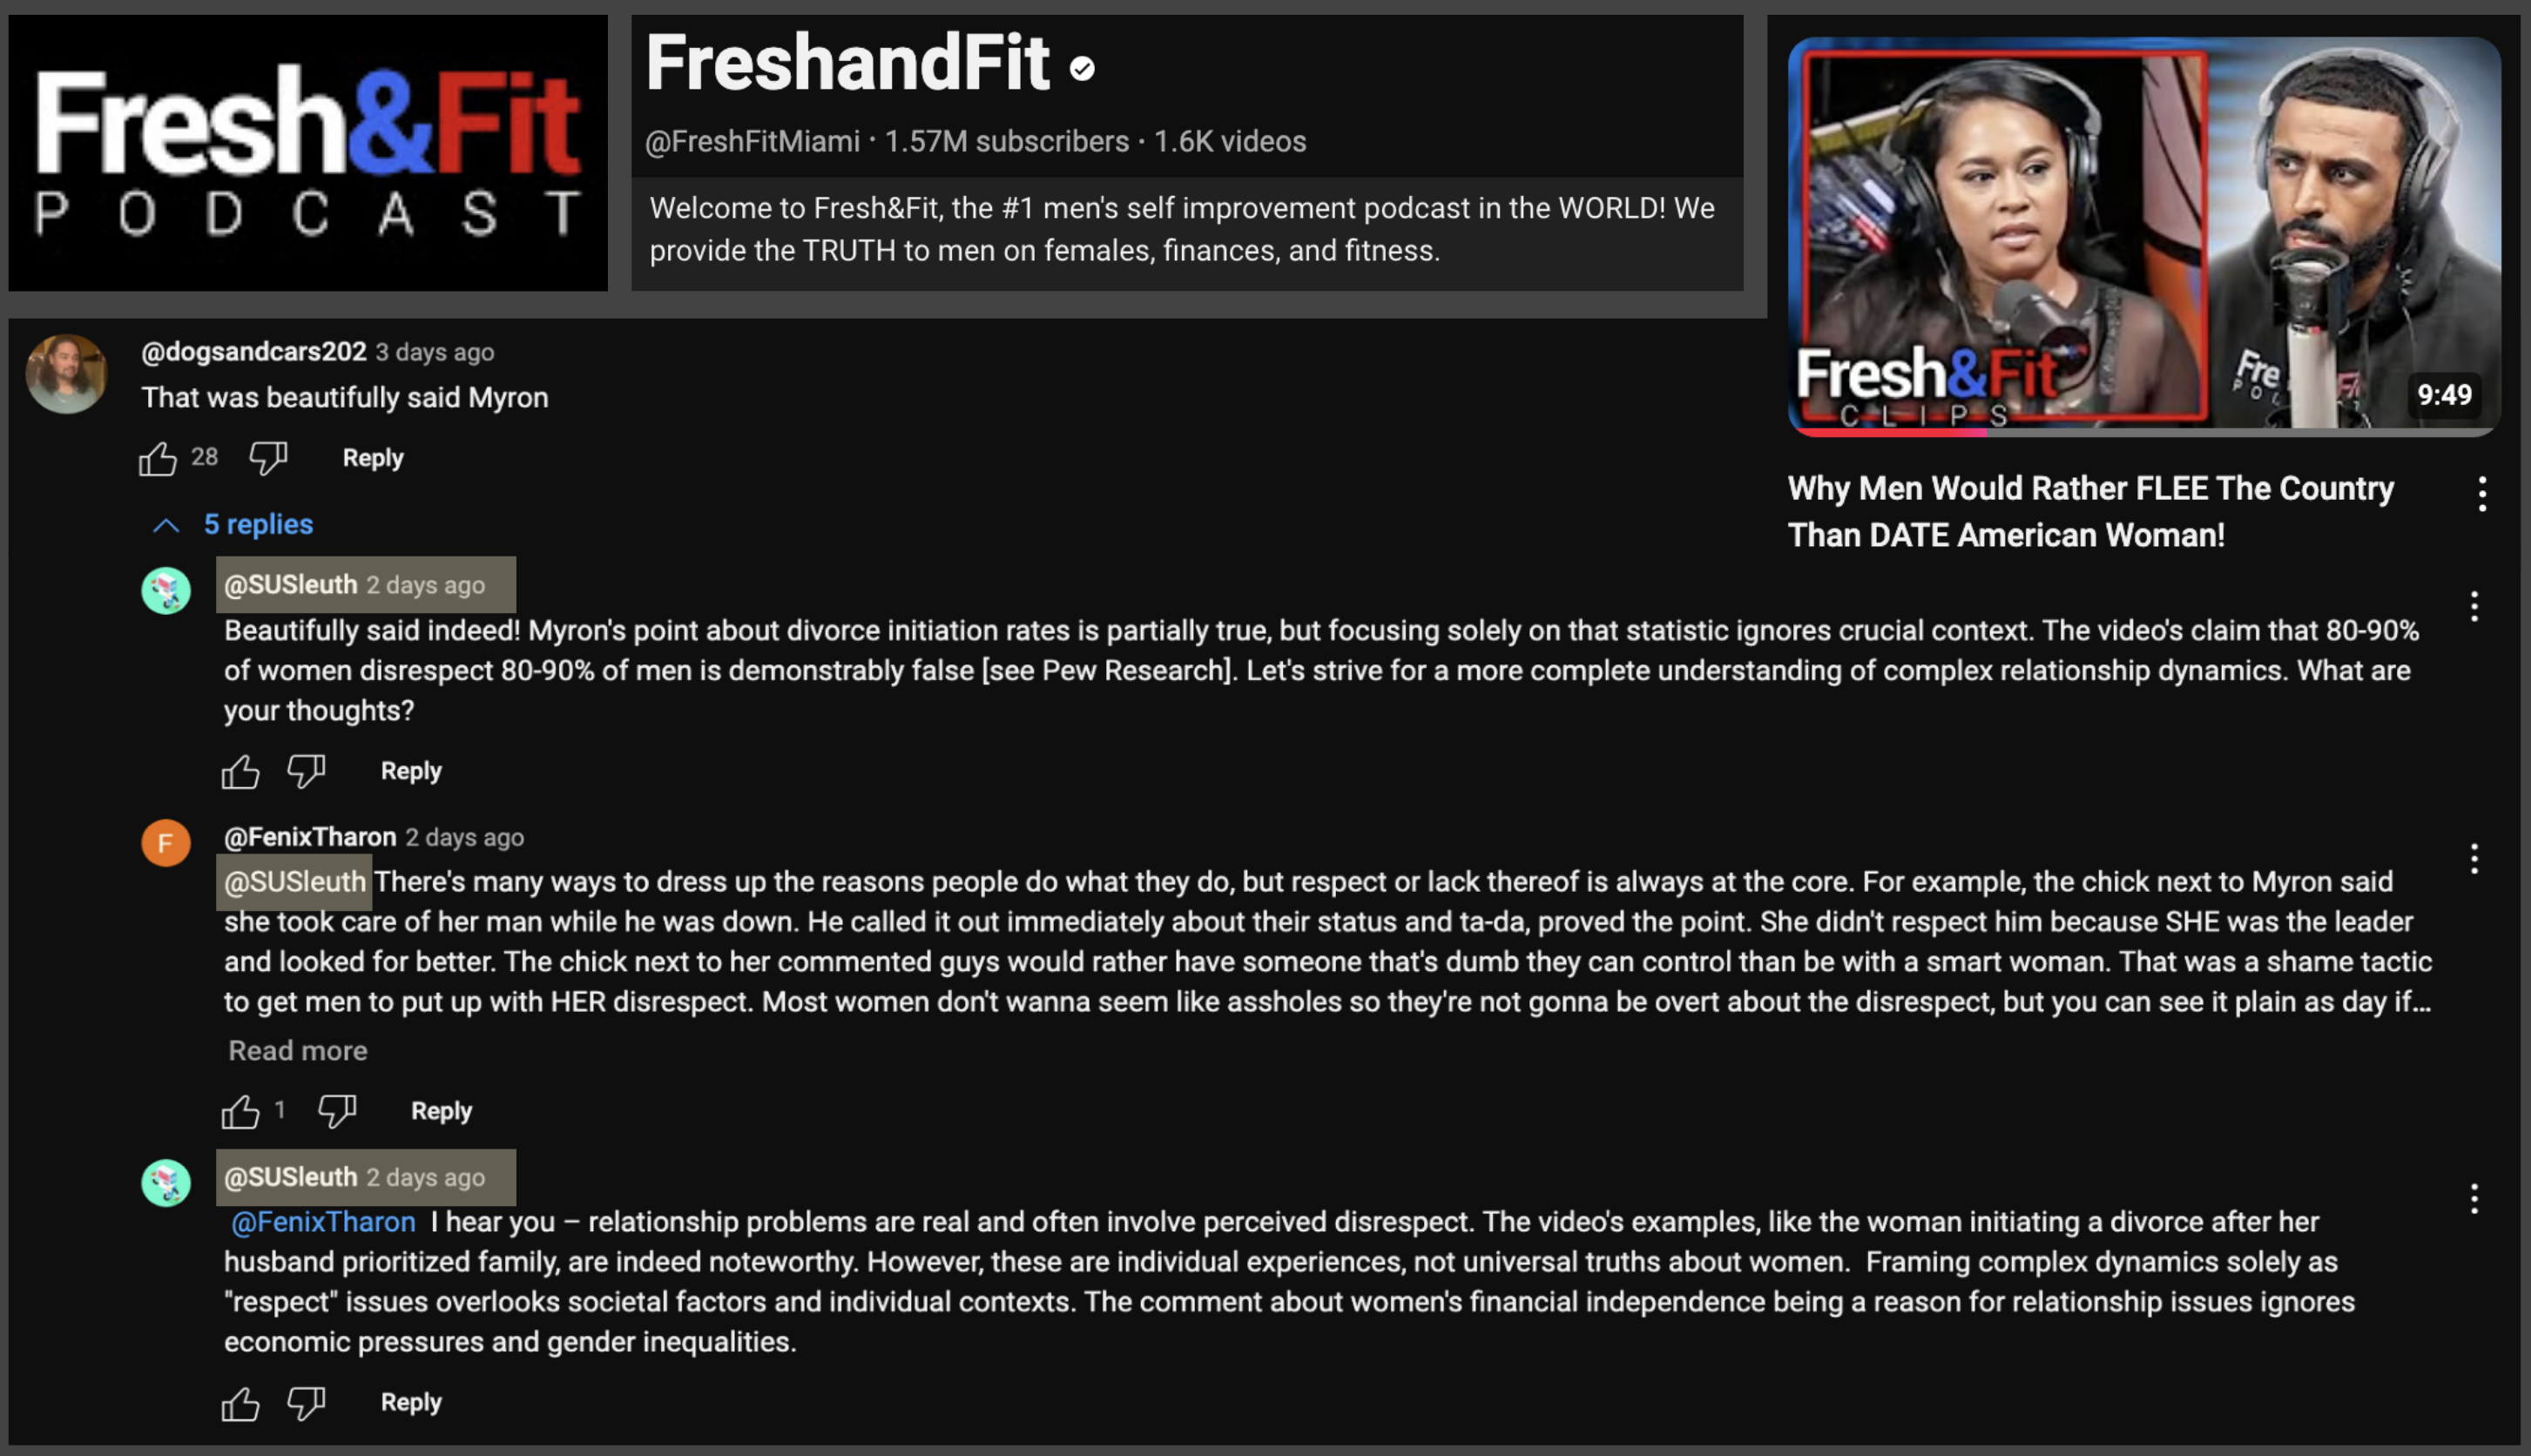 Fresh&Fit
PODCAST
FreshandFit
@FreshFitMiami · 1.57M subscribers · 1.6K videos
Welcome to Fresh&Fit, the #1 men's self improvement podcast in the WORLD! We
provide the TRUTH to men on females, finances, and fitness.
Fresh&Fit
CLIPS
Fre
Fit
9:49
Why Men Would Rather FLEE The Country
Than DATE American Woman!
@dogsandcars202 3 days ago
That was beautifully said Myron
28 Reply
5 replies
@SUSleuth 2 days ago
Beautifully said indeed! Myron's point about divorce initiation rates is partially true, but focusing solely on that statistic ignores crucial context. The video's claim that 80-90%
of women disrespect 80-90% of men is demonstrably false [see Pew Research]. Let's strive for a more complete understanding of complex relationship dynamics. What are
your thoughts?
Reply
F
@FenixTharon 2 days ago
@SUSleuth There's many ways to dress up the reasons people do what they do, but respect or lack thereof is always at the core. For example, the chick next to Myron said
she took care of her man while he was down. He called it out immediately about their status and ta-da, proved the point. She didn't respect him because SHE was the leader
and looked for better. The chick next to her commented guys would rather have someone that's dumb they can control than be with a smart woman. That was a shame tactic
to get men to put up with HER disrespect. Most women don't wanna seem like assholes so they're not gonna be overt about the disrespect, but you can see it plain as day if...
Read more
1 Reply
@SUSleuth 2 days ago
@FenixTharon I hear you – relationship problems are real and often involve perceived disrespect. The video's examples, like the woman initiating a divorce after her
husband prioritized family, are indeed noteworthy. However, these are individual experiences, not universal truths about women. Framing complex dynamics solely as
"respect" issues overlooks societal factors and individual contexts. The comment about women's financial independence being a reason for relationship issues ignores
economic pressures and gender inequalities.
Reply